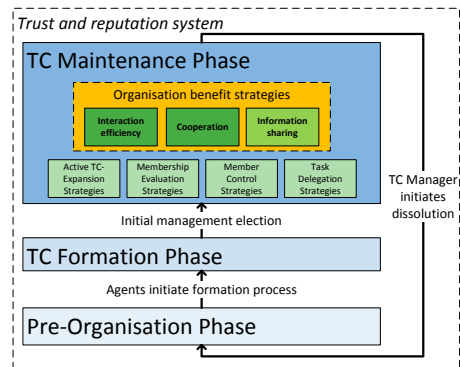 Trust and reputation system
TC Maintenance Phase
Organisation benefit strategies
Interaction
efficiency
Cooperation
Information
sharing
Active TC-
Expansion
Strategies
Membership
Evaluation
Strategies
Member
Control
Strategies
Task
Delegation
Strategies
TC Manager
initiates
dissolution
Initial management election
TC Formation Phase
Agents initiate formation process
Pre-Organisation Phase